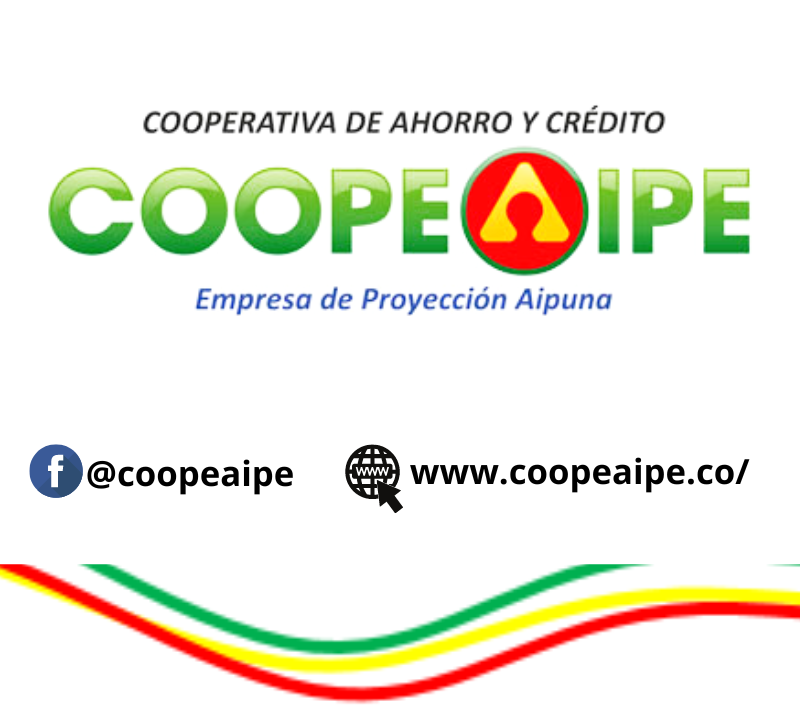 COOPERATIVA DE AHORRO Y CRÉDITO
COOPEAIPE
Empresa de Proyección Aipuna
f @coopeaipe
www www.coopeaipe.co/